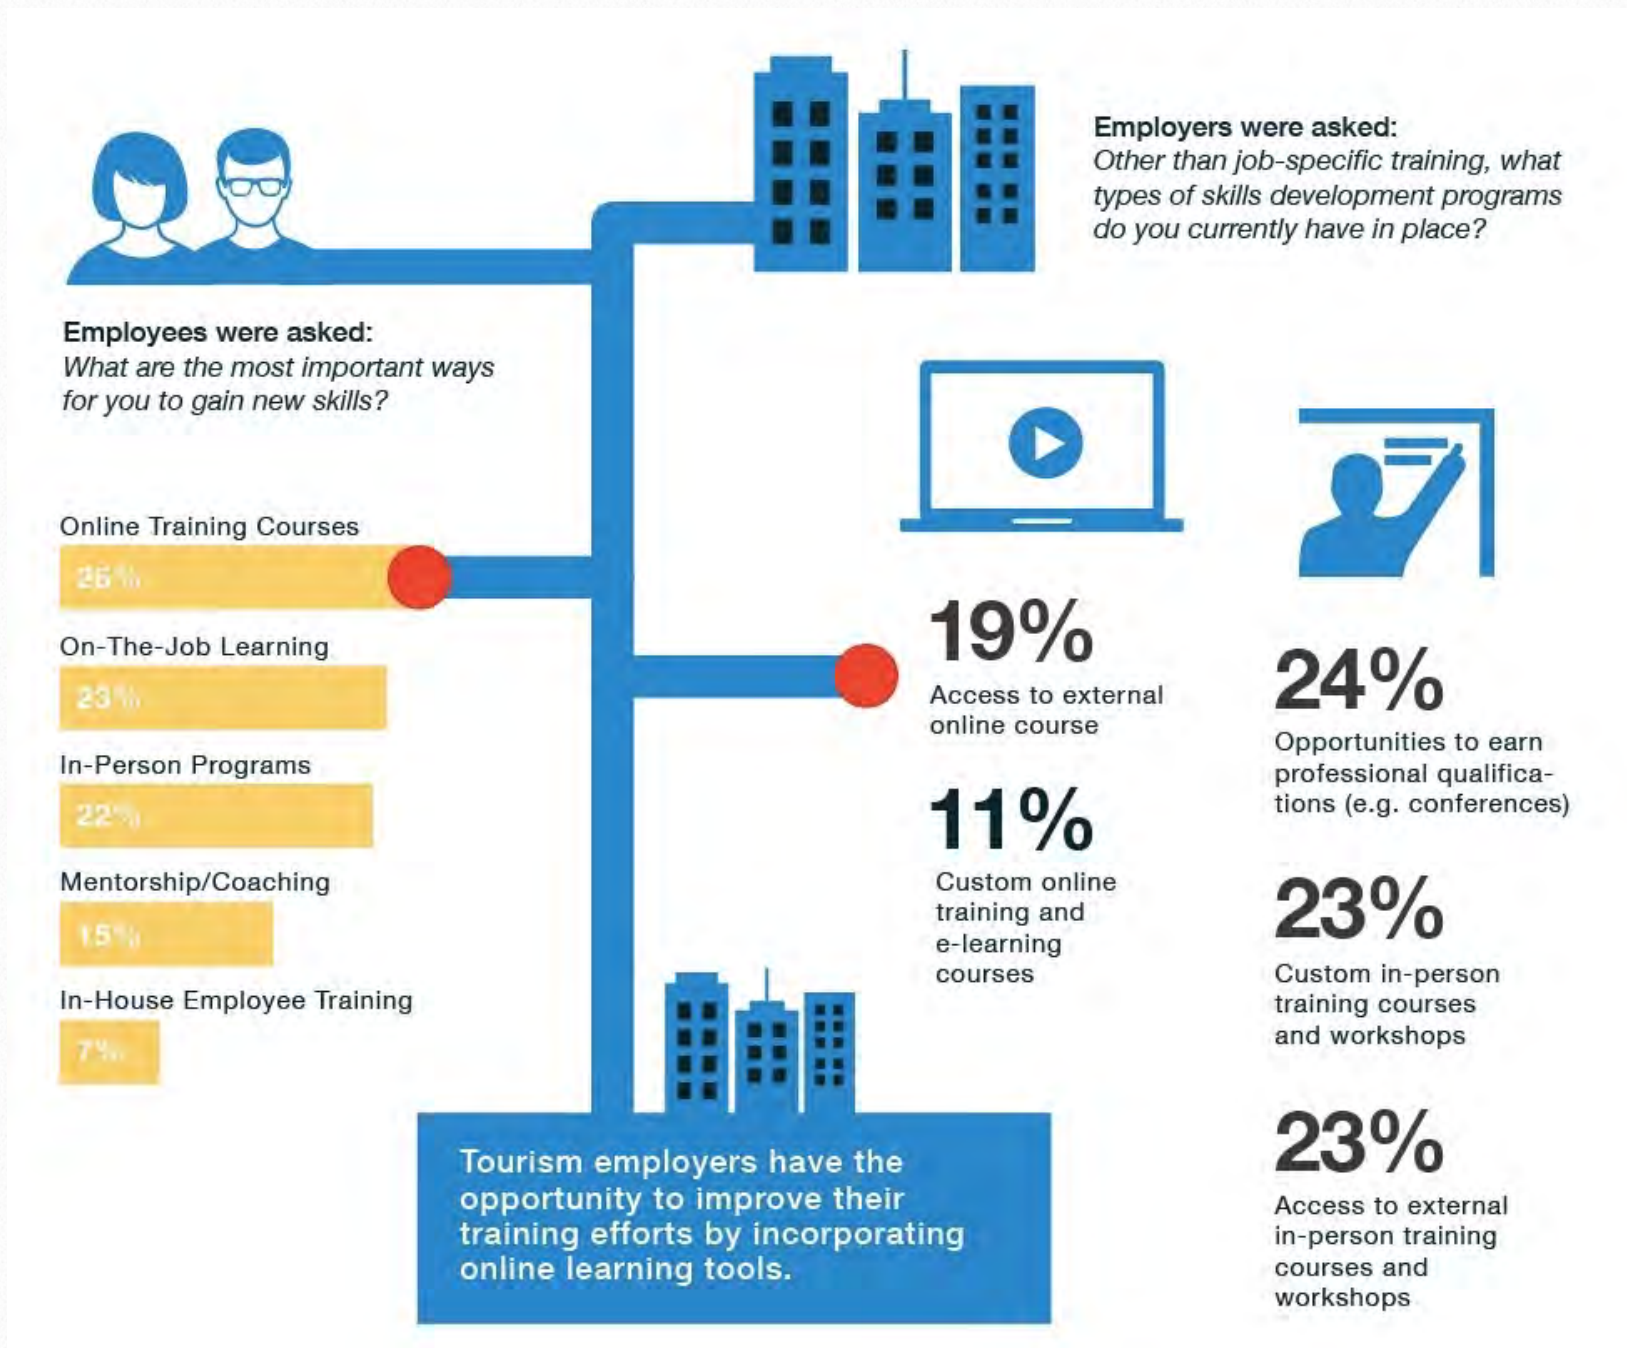 Employers were asked:
Other than job-specific training, what
types of skills development programs
do you currently have in place?
Employees were asked:
What are the most important ways
for you to gain new skills?
Online Training Courses
26%
On-The-Job Learning
23%
In-Person Programs
22%
Mentorship/Coaching
15%
In-House Employee Training
7%
19%
Access to external
online course
11%
Custom online
training and
e-learning
courses
24%
Opportunities to earn
professional qualifica-
tions (e.g. conferences)
23%
Custom in-person
training courses
and workshops
23%
Access to external
in-person training
courses and
workshops
Tourism employers have the
opportunity to improve their
training efforts by incorporating
online learning tools.